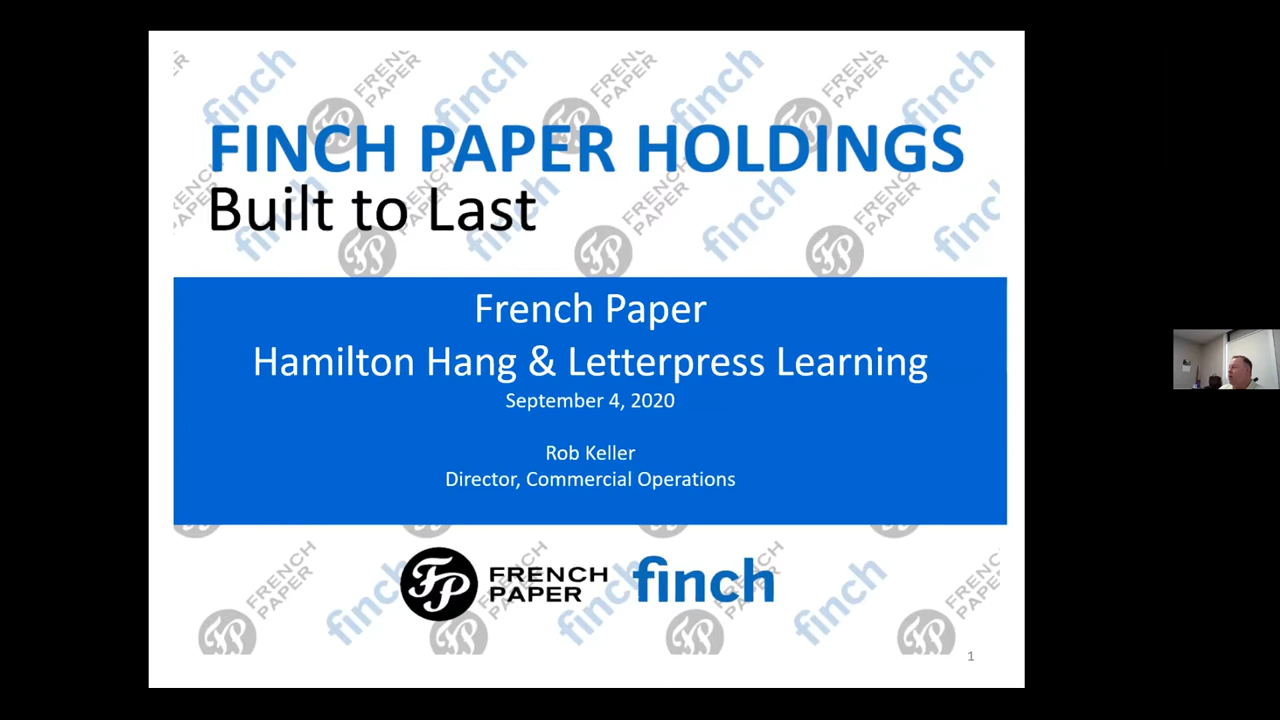 FINCH PAPER HOLDINGS
Built to Last
French Paper
Hamilton Hang & Letterpress Learning
September 4, 2020
Rob Keller
Director, Commercial Operations
FP FRENCH PAPER
finch
1